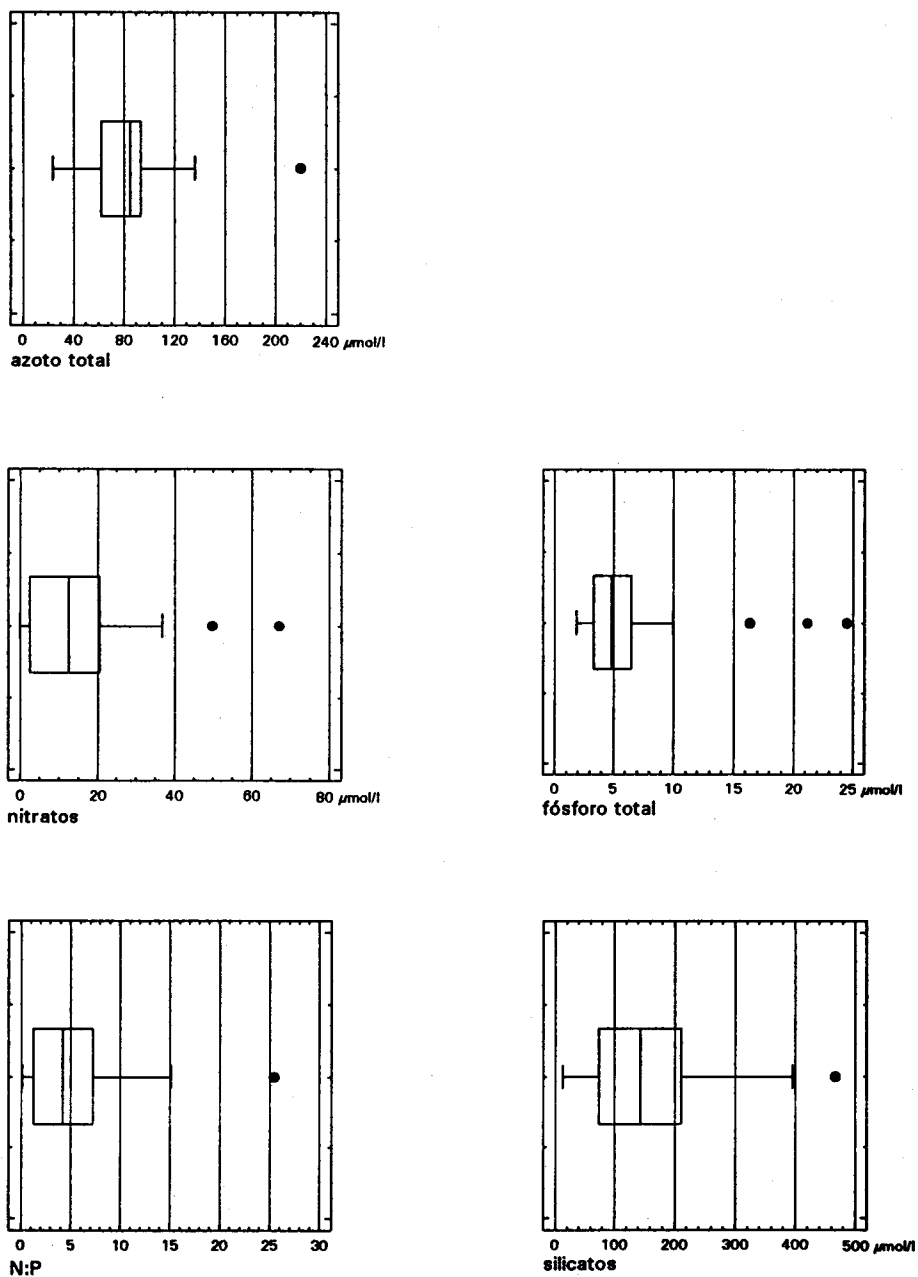 0 40 80 120 160 200 240 µmol/l
azoto total
0 20 40 60 80 µmol/l
nitratos
0 5 10 15 20 25 µmol/l
fósforo total
0 5 10 15 20 25 30
N:P
0 100 200 300 400 500 µmol/l
silicatos